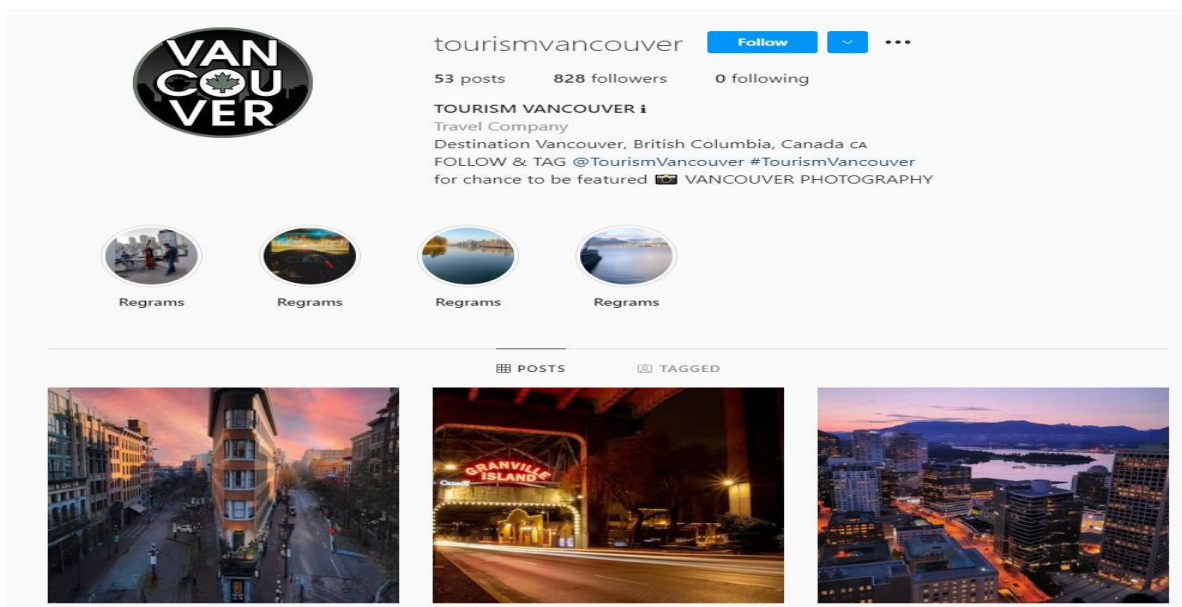 VAN
COU
VER
tourismvancouver Follow
53 posts 828 followers 0 following
TOURISM VANCOUVER ℹ
Travel Company
Destination Vancouver, British Columbia, Canada CA
FOLLOW & TAG @TourismVancouver #TourismVancouver
for chance to be featured 📸 VANCOUVER PHOTOGRAPHY
Regrams Regrams Regrams Regrams
POSTS TAGGED
GRANVILLE
ISLAND
Canada